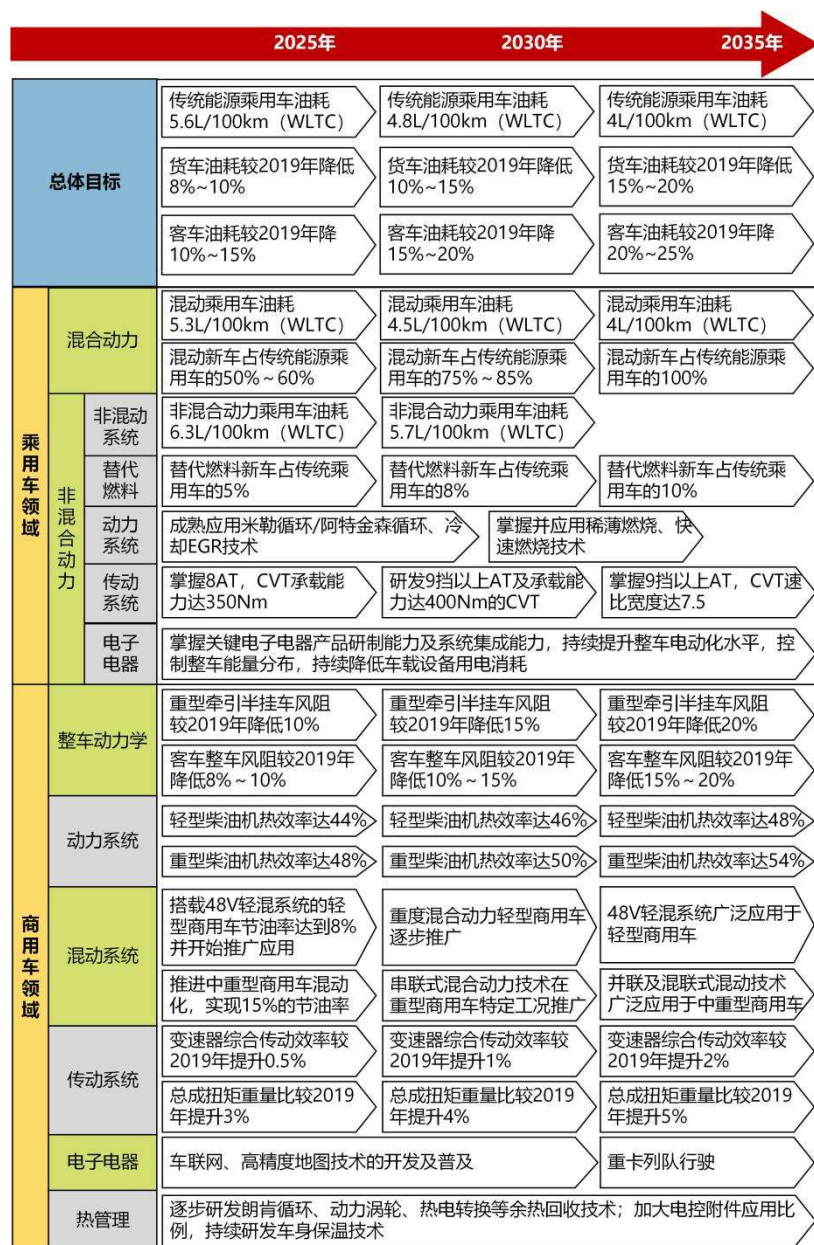 2025年 2030年 2035年
总体目标
传统能源乘用车油耗
5.6L/100km（WLTC）
传统能源乘用车油耗
4.8L/100km（WLTC）
传统能源乘用车油耗
4L/100km（WLTC）
货车油耗较2019年降低
8%~10%
货车油耗较2019年降低
10%~15%
货车油耗较2019年降低
15%~20%
客车油耗较2019年降
10%~15%
客车油耗较2019年降
15%~20%
客车油耗较2019年降
20%~25%
乘用车领域
混合动力
混动乘用车油耗
5.3L/100km（WLTC）
混动乘用车油耗
4.5L/100km（WLTC）
混动乘用车油耗
4L/100km（WLTC）
混动新车占传统能源乘
用车的50%～60%
混动新车占传统能源乘
用车的75%～85%
混动新车占传统能源乘
用车的100%
非混合动力
非混动
系统
非混合动力乘用车油耗
6.3L/100km（WLTC）
非混合动力乘用车油耗
5.7L/100km（WLTC）
替代
燃料
替代燃料新车占传统乘
用车的5%
替代燃料新车占传统乘
用车的8%
替代燃料新车占传统乘
用车的10%
动力
系统
成熟应用米勒循环/阿特金森循环、冷
却EGR技术
掌握并应用稀薄燃烧、快
速燃烧技术
传动
系统
掌握8AT，CVT承载能
力达350Nm
研发9挡以上AT及承载能
力达400Nm的CVT
掌握9挡以上AT，CVT速
比宽度达7.5
电子
电器
掌握关键电子电器产品研制能力及系统集成能力，持续提升整车电动化水平，控
制整车能量分布，持续降低车载设备用电消耗
商用车领域
整车动力学
重型牵引半挂车风阻
较2019年降低10%
重型牵引半挂车风阻
较2019年降低15%
重型牵引半挂车风阻
较2019年降低20%
客车整车风阻较2019年
降低8%～10%
客车整车风阻较2019年
降低10%～15%
客车整车风阻较2019年
降低15%～20%
动力系统
轻型柴油机热效率达44%
轻型柴油机热效率达46%
轻型柴油机热效率达48%
重型柴油机热效率达48%
重型柴油机热效率达50%
重型柴油机热效率达54%
混动系统
搭载48V轻混系统的轻
型商用车节油率达到8%
并开始推广应用
重度混合动力轻型商用车
逐步推广
48V轻混系统广泛应用于
轻型商用车
推进中重型商用车混动
化，实现15%的节油率
串联式混合动力技术在
重型商用车特定工况推广
并联及混联式混动技术
广泛应用于中重型商用车
传动系统
变速器综合传动效率较
2019年提升0.5%
变速器综合传动效率较
2019年提升1%
变速器综合传动效率较
2019年提升2%
总成扭矩重量比较2019
年提升3%
总成扭矩重量比较2019
年提升4%
总成扭矩重量比较2019
年提升5%
电子电器
车联网、高精度地图技术的开发及普及
重卡列队行驶
热管理
逐步研发朗肯循环、动力涡轮、热电转换等余热回收技术；加大电控附件应用比
例，持续研发车身保温技术